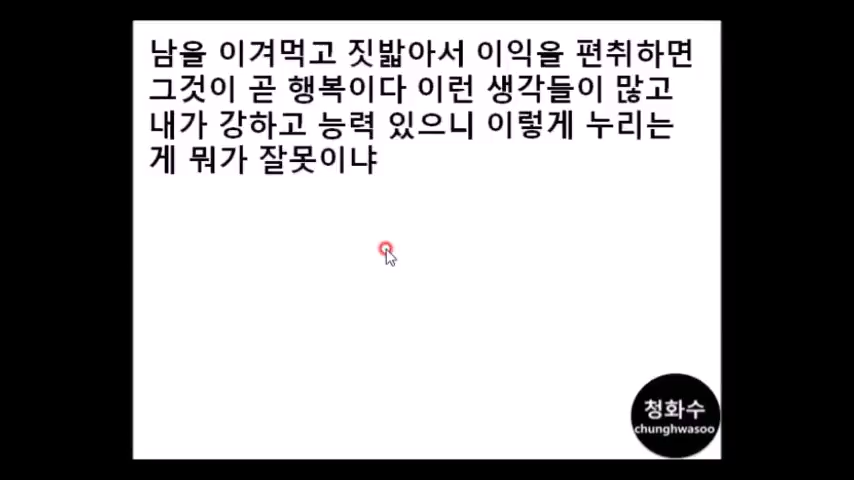 남을 이겨먹고 짓밟아서 이익을 편취하면
그것이 곧 행복이다 이런 생각들이 많고
내가 강하고 능력 있으니 이렇게 누리는
게 뭐가 잘못이냐
청화수
chunghwasoo